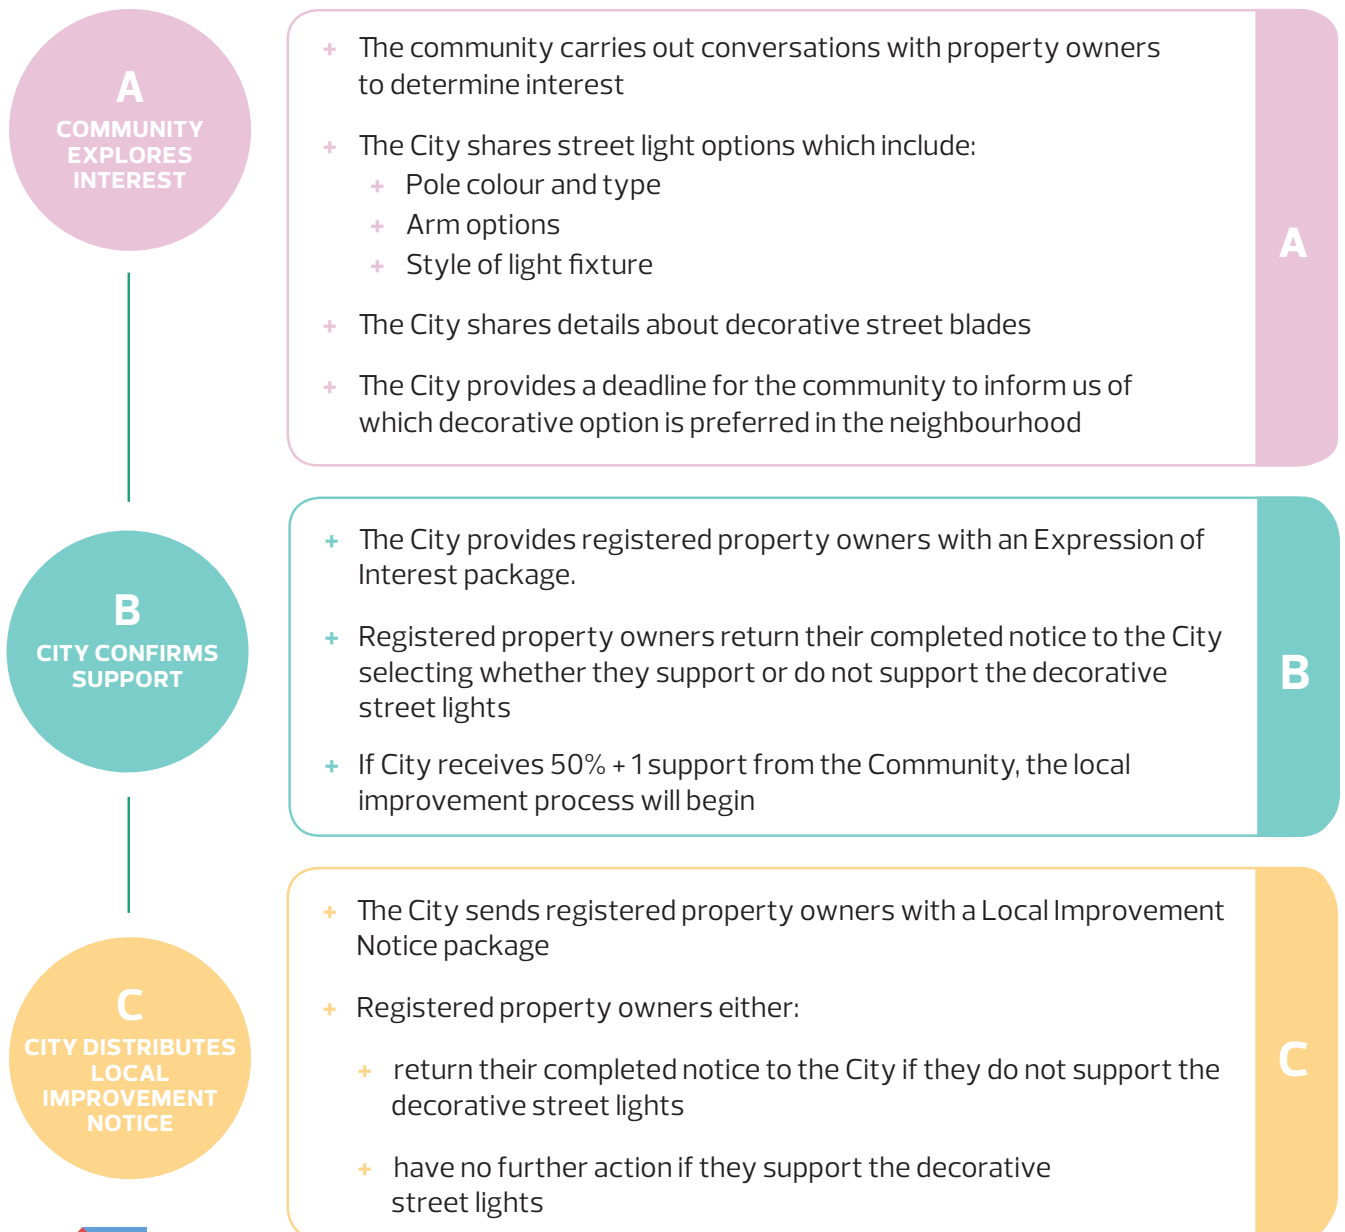 A
COMMUNITY
EXPLORES
INTEREST
+ The community carries out conversations with property owners
to determine interest
+ The City shares street light options which include:
+ Pole colour and type
+ Arm options
+ Style of light fixture
+ The City shares details about decorative street blades
+ The City provides a deadline for the community to inform us of
which decorative option is preferred in the neighbourhood
A
B
CITY CONFIRMS
SUPPORT
+ The City provides registered property owners with an Expression of
Interest package.
+ Registered property owners return their completed notice to the City
selecting whether they support or do not support the decorative
street lights
+ If City receives 50% + 1 support from the Community, the local
improvement process will begin
B
C
CITY DISTRIBUTES
LOCAL
IMPROVEMENT
NOTICE
+ The City sends registered property owners with a Local Improvement
Notice package
+ Registered property owners either:
+ return their completed notice to the City if they do not support the
decorative street lights
+ have no further action if they support the decorative
street lights
C